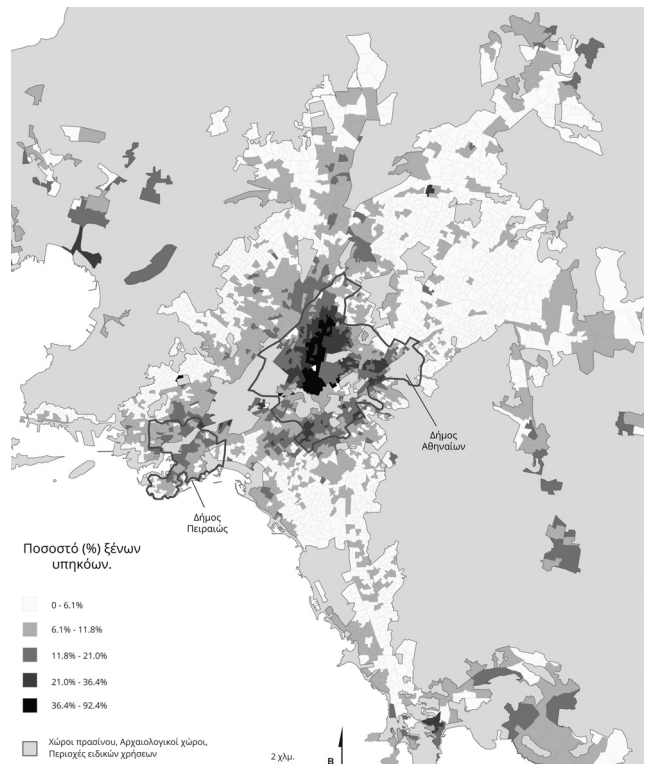 Δήμος
Αθηναίων
Δήμος
Πειραιώς
Ποσοστό (%) ξένων
υπηκόων.
0 - 6.1%
6.1% - 11.8%
11.8% - 21.0%
21.0% - 36.4%
36.4% - 92.4%
Χώροι πρασίνου, Αρχαιολογικοί χώροι,
Περιοχές ειδικών χρήσεων
2 χλμ.
Β